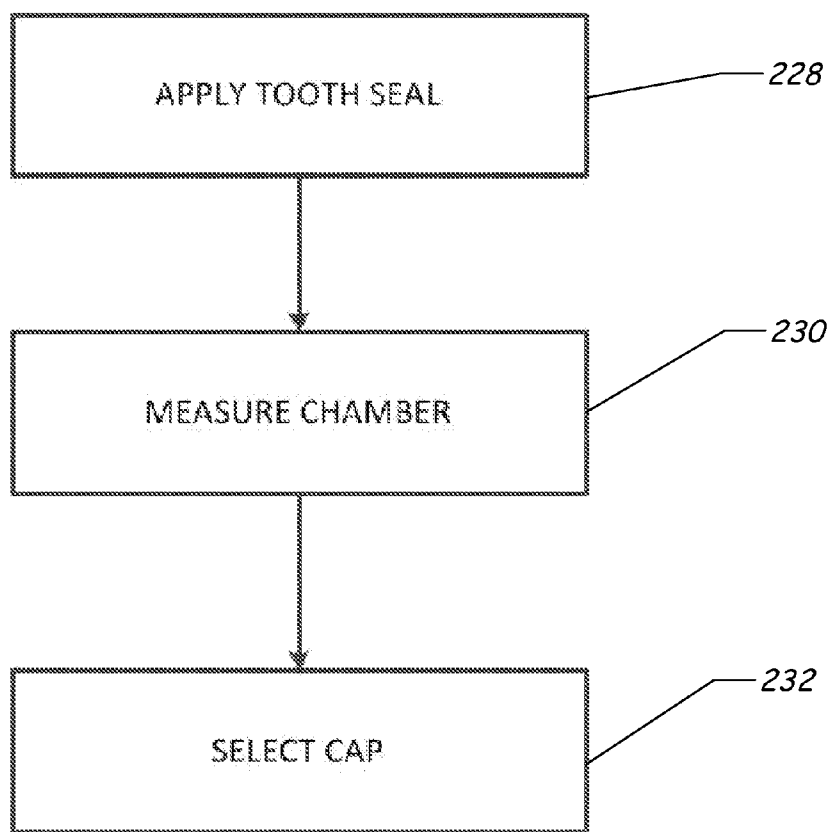 APPLY TOOTH SEAL
228
MEASURE CHAMBER
230
SELECT CAP
232